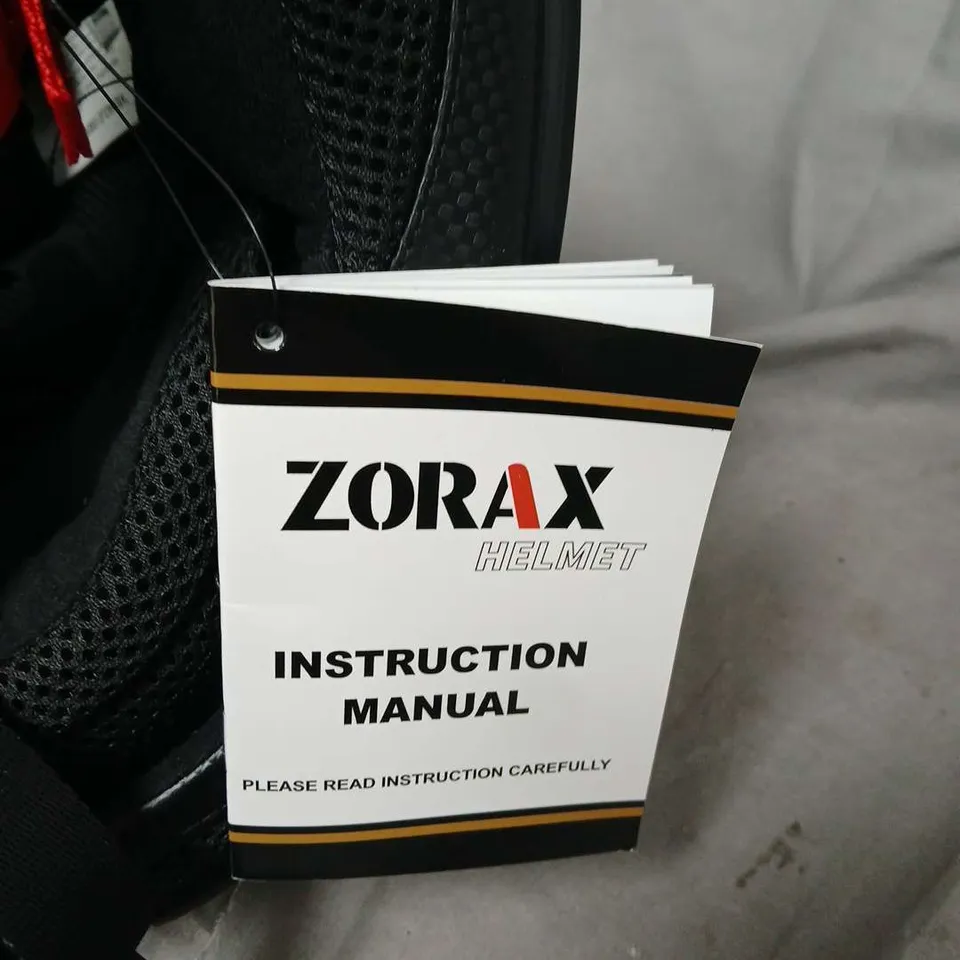 ZORAX
HELMET
INSTRUCTION
MANUAL
PLEASE READ INSTRUCTION CAREFULLY